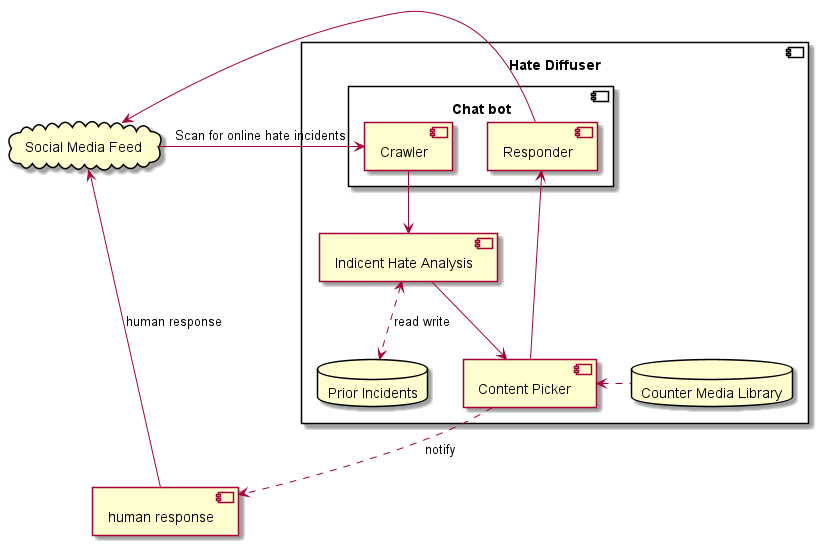 Hate Diffuser
Chat bot
Social Media Feed
Scan for online hate incidents
Crawler
Responder
Indicent Hate Analysis
human response
read write
Prior Incidents
Content Picker
Counter Media Library
notify
human response